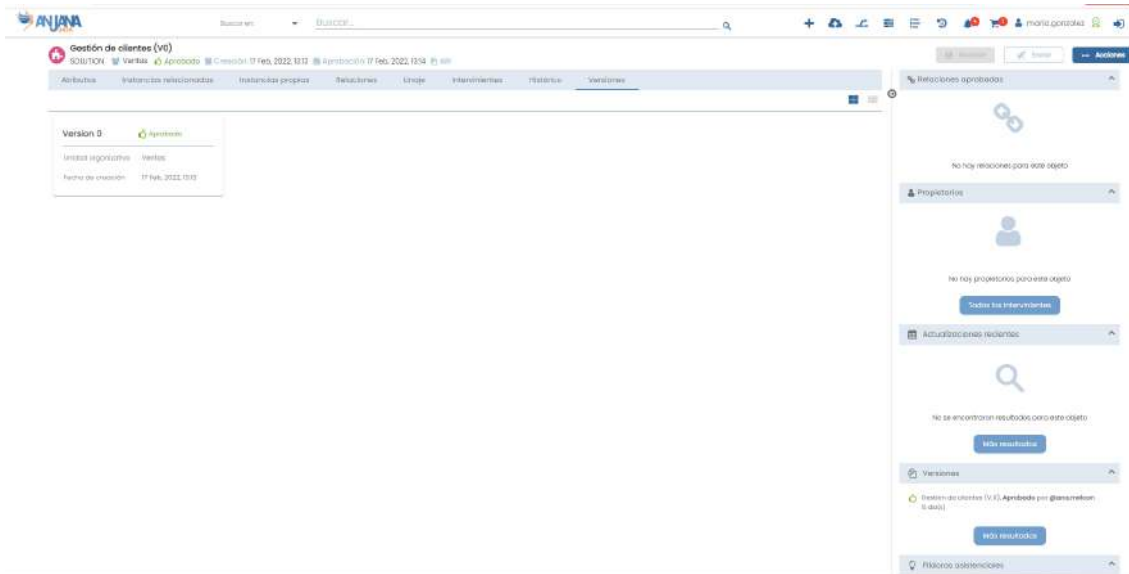 ANJANA
Buscar en:
Buscar...
maria.gonzalez
Gestión de clientes (V0)
SOLUTION Ventas Aprobado Creación 17 Feb, 2022, 13:13 Aprobación 17 Feb, 2022, 13:54
Acciones
Atributos Instancias relacionadas Instancias propias Relaciones Linaje Intervinientes Histórico Versiones
Version 0 Aprobado
Unidad organizativa Ventas
Fecha de creación 17 Feb, 2022, 13:13
Relaciones aprobadas
No hay relaciones para este objeto
Propietarios
No hay propietarios para este objeto
Todos los intervinientes
Actualizaciones recientes
No se encontraron resultados para este objeto
Más resultados
Versiones
Gestión de clientes (V.0), Aprobado por
Más resultados
Píldoras asistenciales